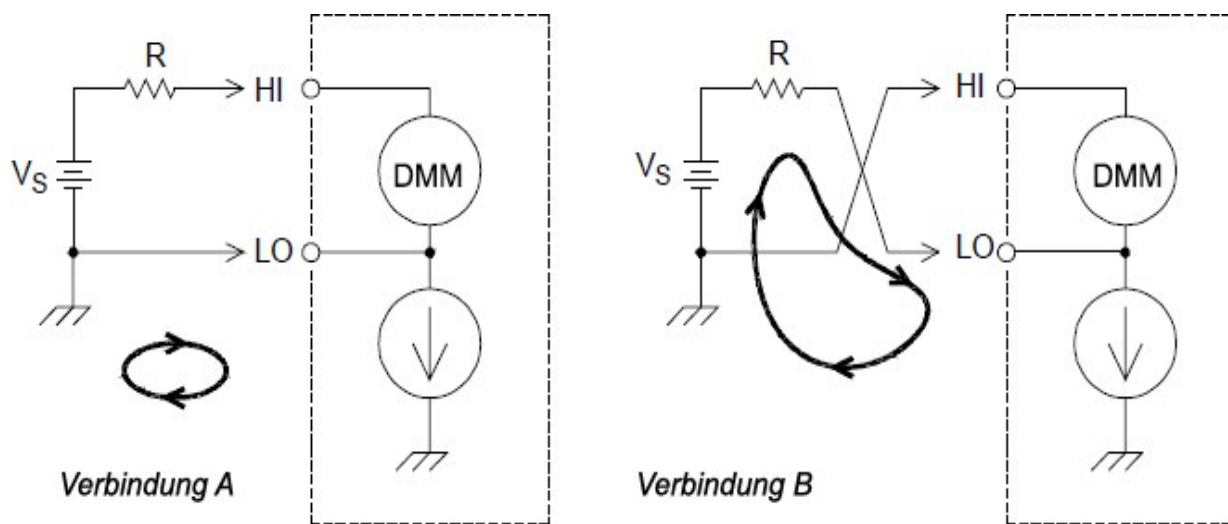 R
HI
V_S
DMM
LO
Verbindung A
R
HI
V_S
DMM
LO
Verbindung B